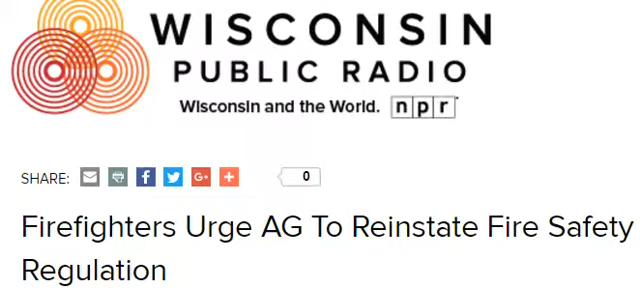 WISCONSIN
PUBLIC RADIO
Wisconsin and the World. npr
SHARE: f G+ + 0
Firefighters Urge AG To Reinstate Fire Safety
Regulation